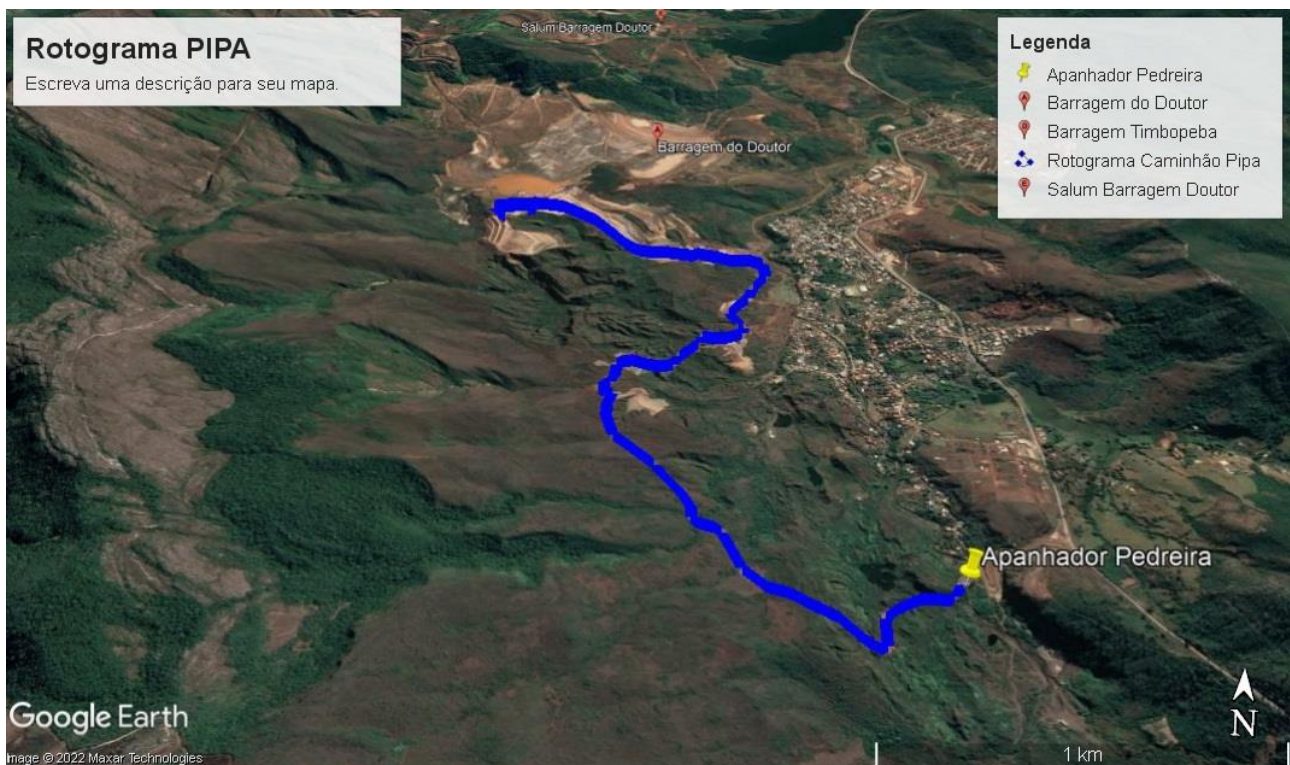 Rotograma PIPA
Escreva uma descrição para seu mapa.
Salum Barragem Doutor
Barragem do Doutor
Legenda
Apanhador Pedreira
Barragem do Doutor
Barragem Timbopeba
Rotograma Caminhão Pipa
Salum Barragem Doutor
Apanhador Pedreira
Google Earth
Image © 2022 Maxar Technologies
N
1 km